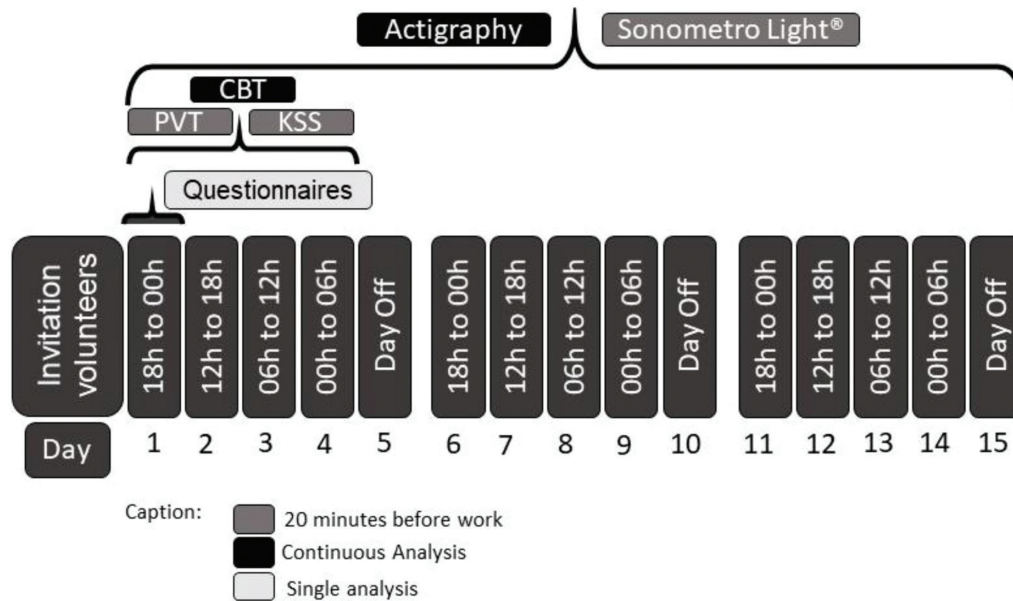 Actigraphy
Sonometro Light®
CBT
PVT
KSS
Questionnaires
Invitation
volunteers
18h to 00h
12h to 18h
06h to 12h
00h to 06h
Day Off
18h to 00h
12h to 18h
06h to 12h
00h to 06h
Day Off
18h to 00h
12h to 18h
06h to 12h
00h to 06h
Day Off
Day
1 2 3 4 5 6 7 8 9 10 11 12 13 14 15
Caption:
20 minutes before work
Continuous Analysis
Single analysis